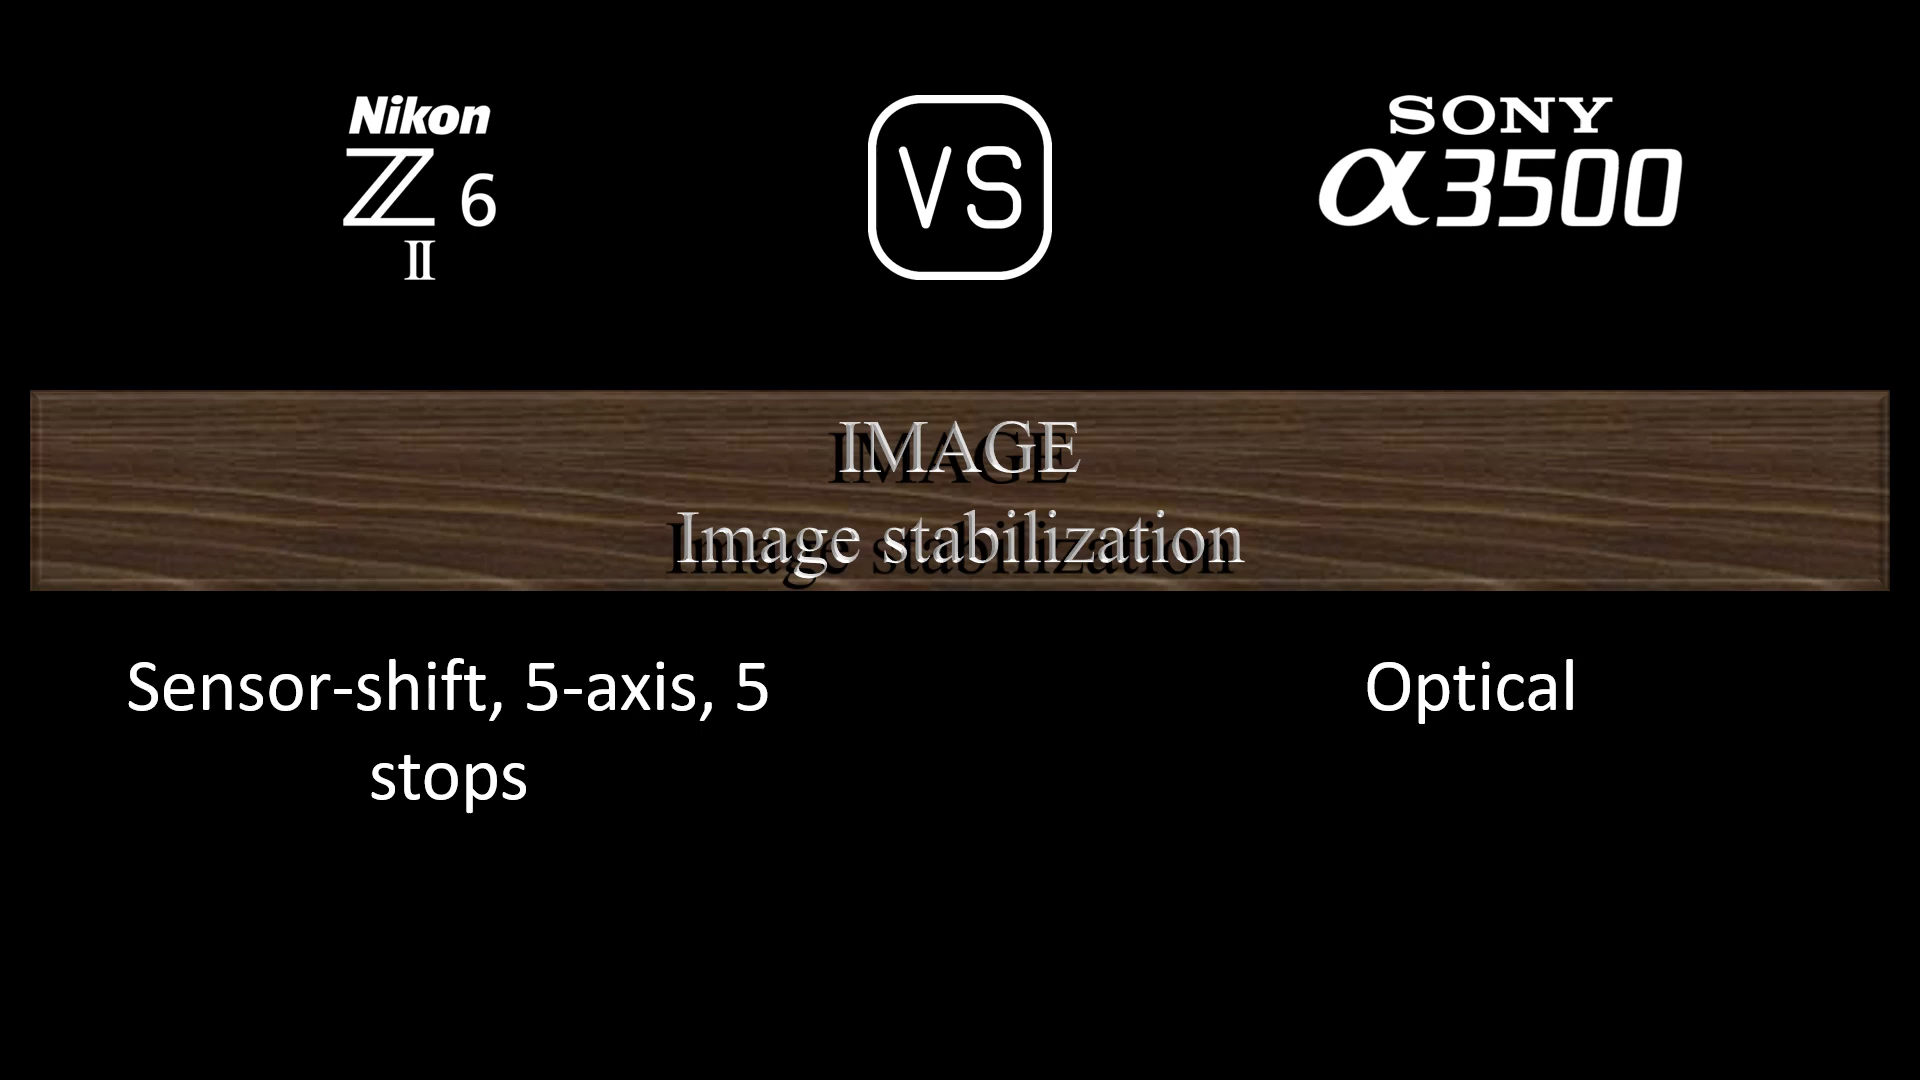 Nikon
Z 6
II
VS
SONY
α3500
IMAGE
Image stabilization
Sensor-shift, 5-axis, 5
stops
Optical